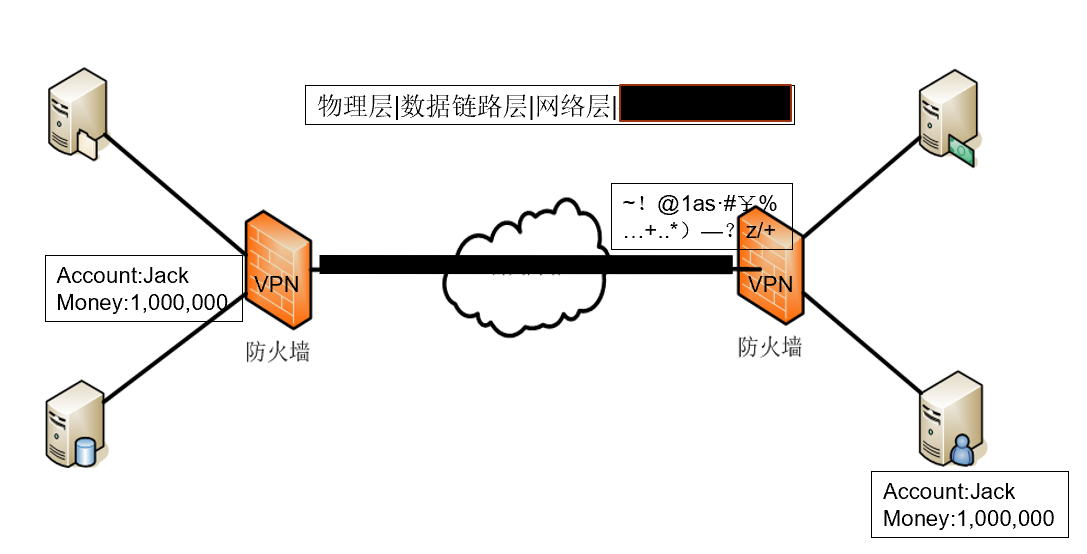 物理层|数据链路层|网络层|
~！@1as·#￥%
…+..*）—？z/+
Account:Jack
Money:1,000,000
VPN
VPN
防火墙
防火墙
Account:Jack
Money:1,000,000